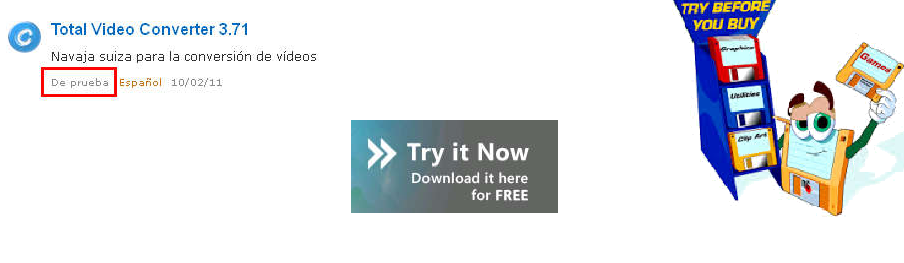 Total Video Converter 3.71
Navaja suiza para la conversión de vídeos
De prueba Español 10/02/11
Try it Now
Download it here
for FREE
TRY BEFORE
YOU BUY
Graphics
Utilities
Clip Art
Games